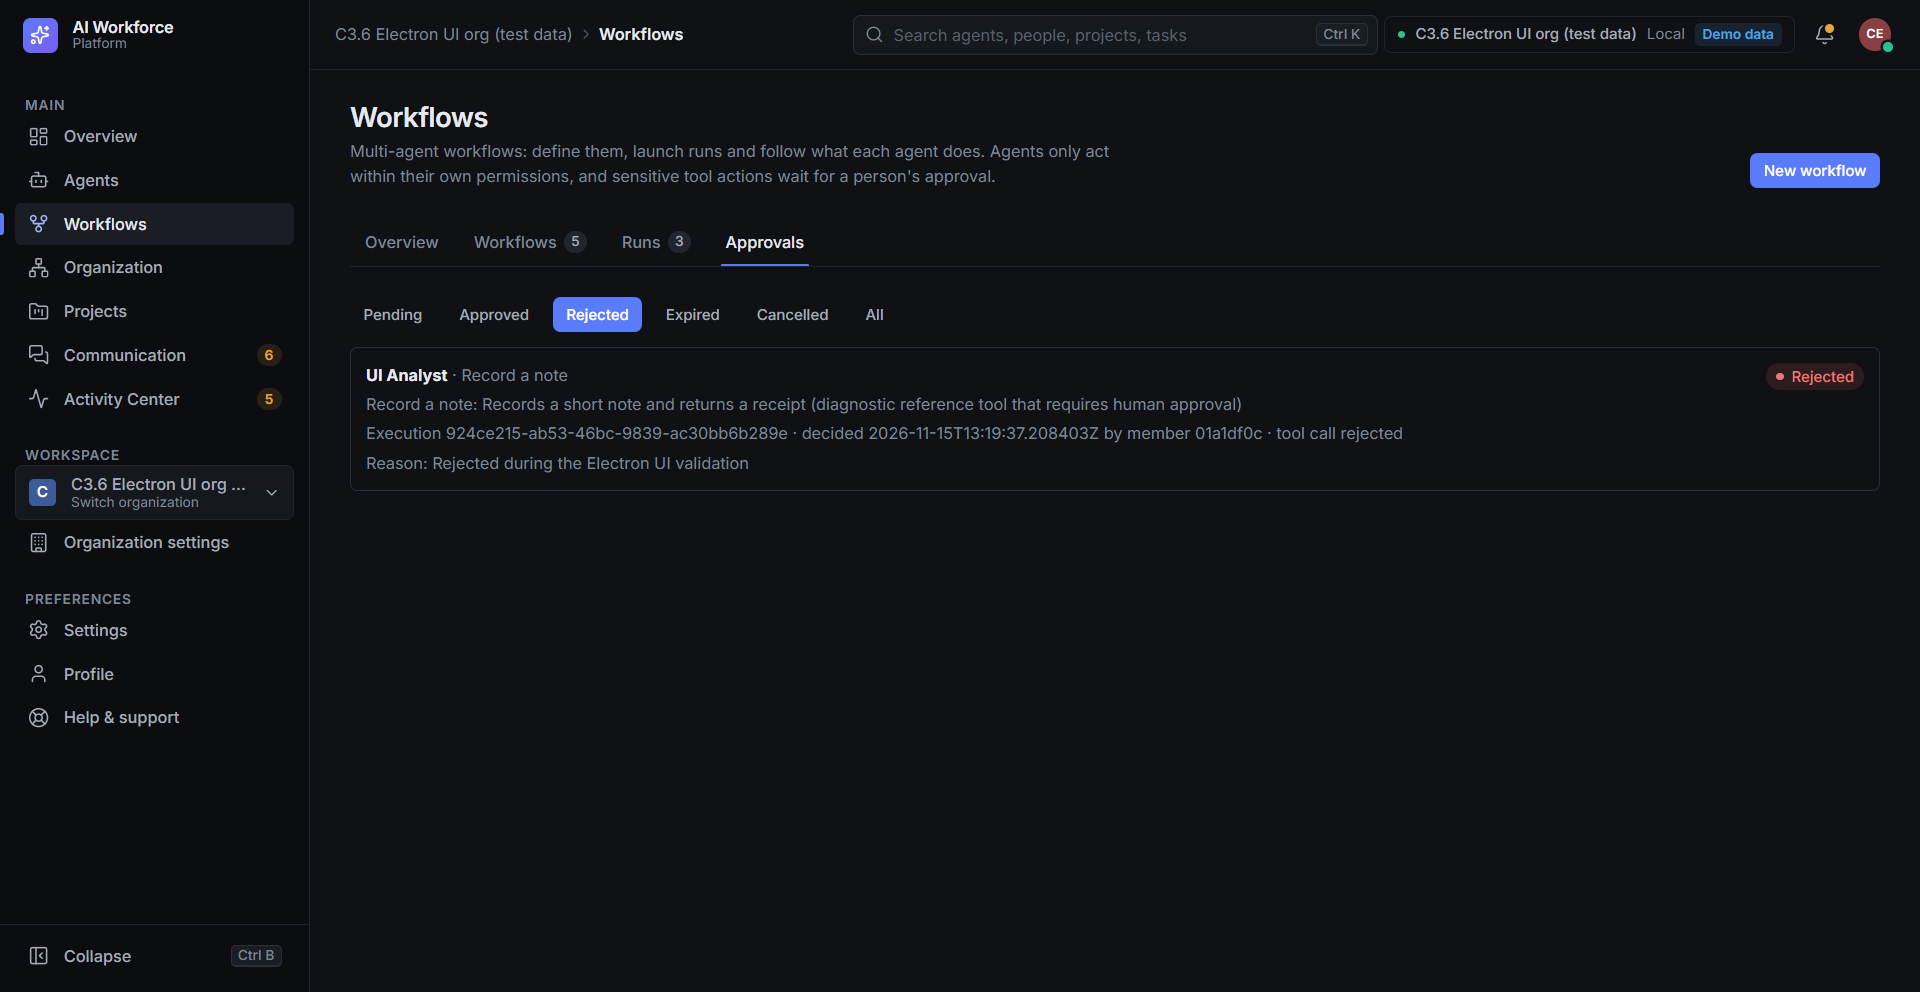 AI Workforce
Platform
C3.6 Electron UI org (test data) > Workflows
Search agents, people, projects, tasks
Ctrl K
C3.6 Electron UI org (test data) Local Demo data
CE
MAIN
Overview
Agents
Workflows
Organization
Projects
Communication 6
Activity Center 5
WORKSPACE
C
C3.6 Electron UI org ...
Switch organization
Organization settings
PREFERENCES
Settings
Profile
Help & support
Collapse Ctrl B
Workflows
Multi-agent workflows: define them, launch runs and follow what each agent does. Agents only act
within their own permissions, and sensitive tool actions wait for a person's approval.
New workflow
Overview Workflows 5 Runs 3 Approvals
Pending Approved Rejected Expired Cancelled All
UI Analyst · Record a note
Rejected
Record a note: Records a short note and returns a receipt (diagnostic reference tool that requires human approval)
Execution 924ce215-ab53-46bc-9839-ac30bb6b289e · decided 2026-11-15T13:19:37.208403Z by member 01a1df0c · tool call rejected
Reason: Rejected during the Electron UI validation